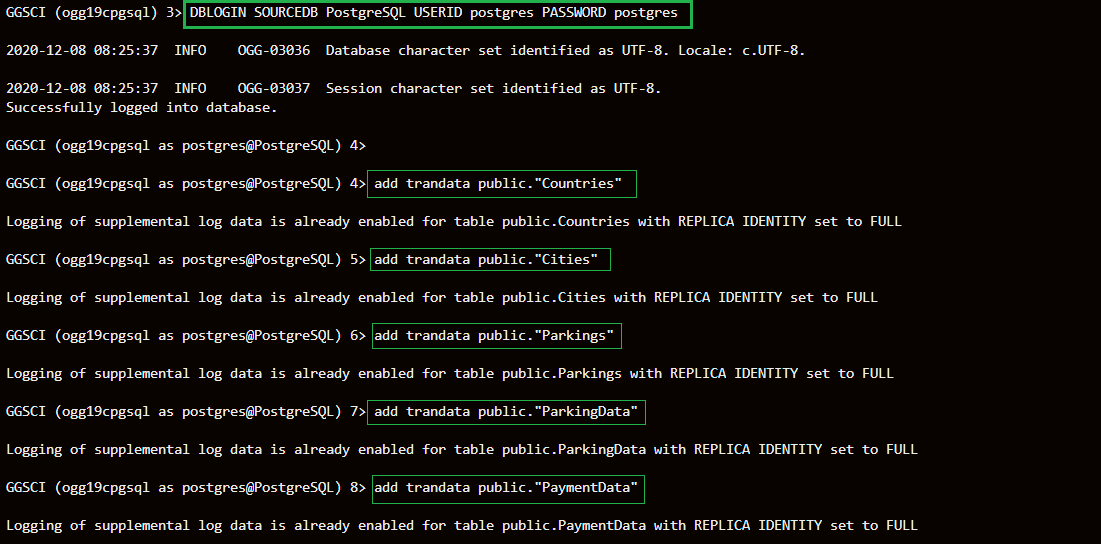 GGSCI (ogg19cpgsql) 3> DBLOGIN SOURCEDB PostgreSQL USERID postgres PASSWORD postgres
2020-12-08 08:25:37  INFO    OGG-03036  Database character set identified as UTF-8. Locale: c.UTF-8.
2020-12-08 08:25:37  INFO    OGG-03037  Session character set identified as UTF-8.
Successfully logged into database.
GGSCI (ogg19cpgsql as postgres@PostgreSQL) 4>
GGSCI (ogg19cpgsql as postgres@PostgreSQL) 4> add trandata public."Countries"
Logging of supplemental log data is already enabled for table public.Countries with REPLICA IDENTITY set to FULL
GGSCI (ogg19cpgsql as postgres@PostgreSQL) 5> add trandata public."Cities"
Logging of supplemental log data is already enabled for table public.Cities with REPLICA IDENTITY set to FULL
GGSCI (ogg19cpgsql as postgres@PostgreSQL) 6> add trandata public."Parkings"
Logging of supplemental log data is already enabled for table public.Parkings with REPLICA IDENTITY set to FULL
GGSCI (ogg19cpgsql as postgres@PostgreSQL) 7> add trandata public."ParkingData"
Logging of supplemental log data is already enabled for table public.ParkingData with REPLICA IDENTITY set to FULL
GGSCI (ogg19cpgsql as postgres@PostgreSQL) 8> add trandata public."PaymentData"
Logging of supplemental log data is already enabled for table public.PaymentData with REPLICA IDENTITY set to FULL